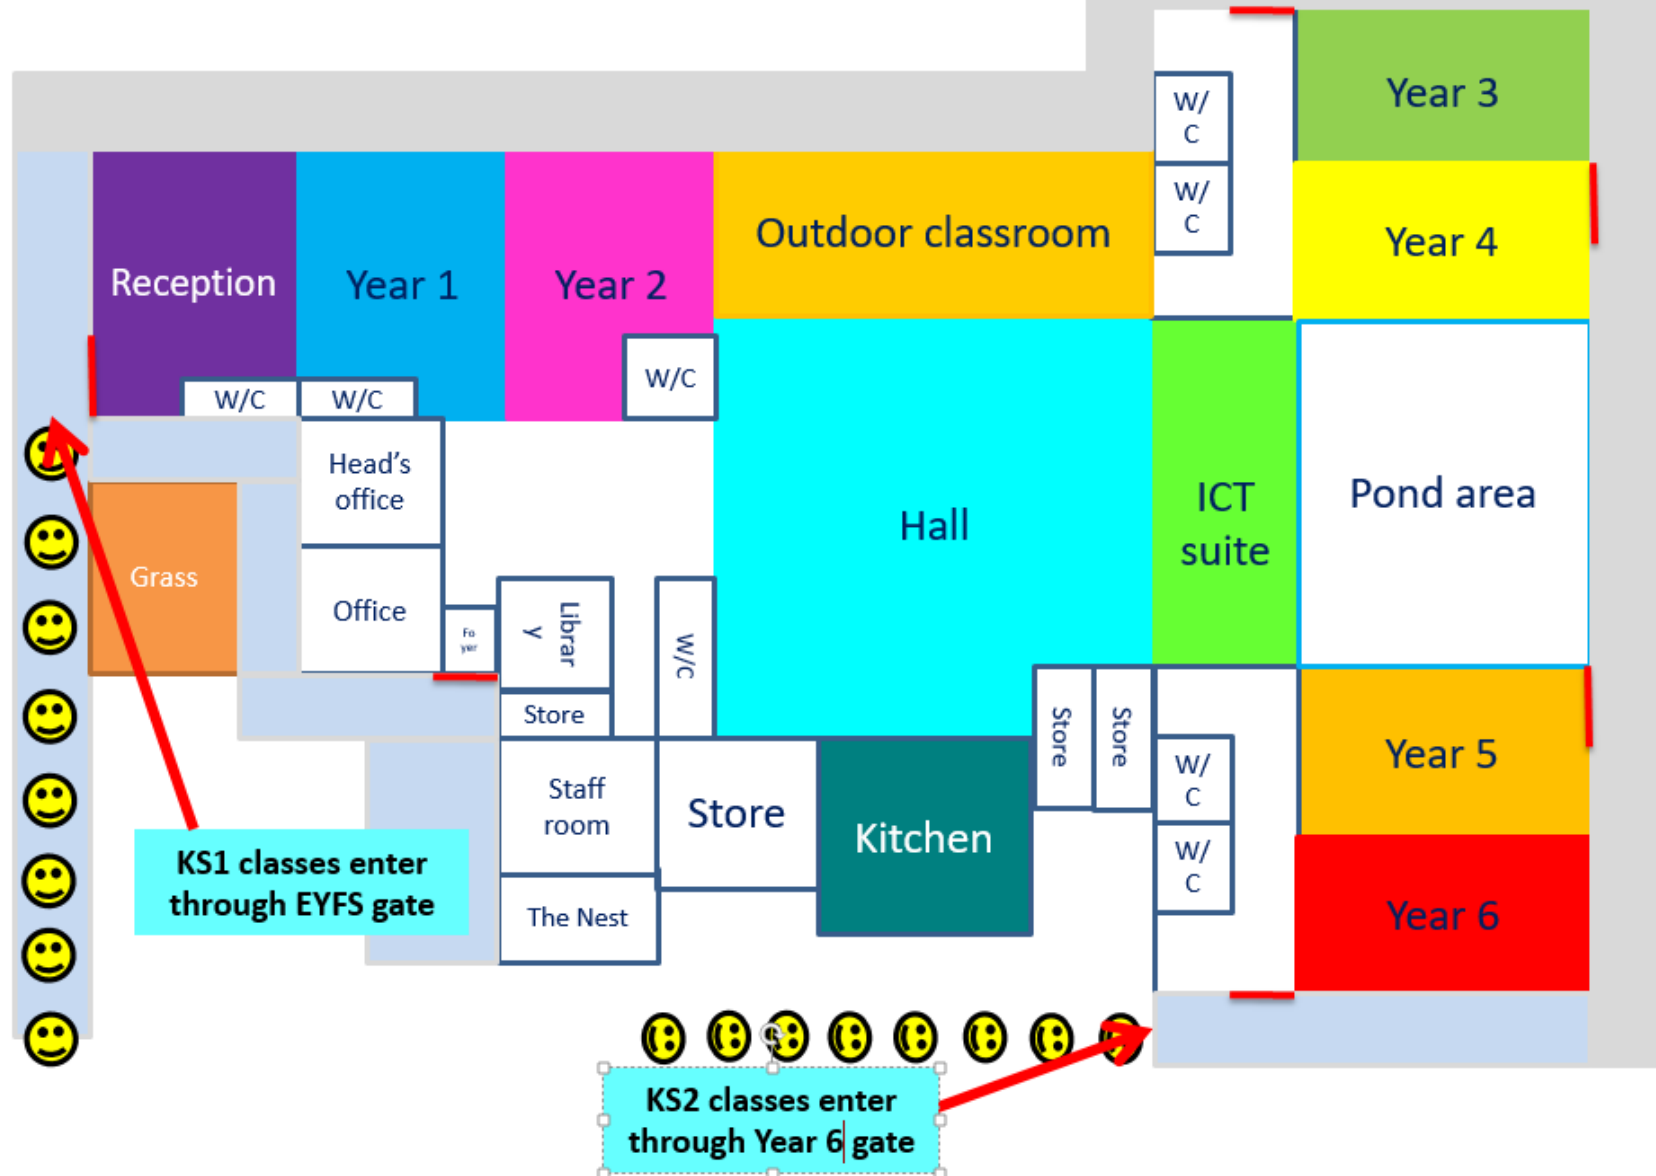 Year 3
W/
C
W/
C
Year 4
Outdoor classroom
Reception
Year 1
Year 2
W/C
W/C
W/C
Head's
office
Hall
ICT
suite
Pond area
Grass
Office
Fo
yer
Librar
y
W/C
Store
Store
Store
Year 5
W/
C
W/
C
Staff
room
Store
Kitchen
The Nest
Year 6
KS1 classes enter
through EYFS gate
KS2 classes enter
through Year 6 gate